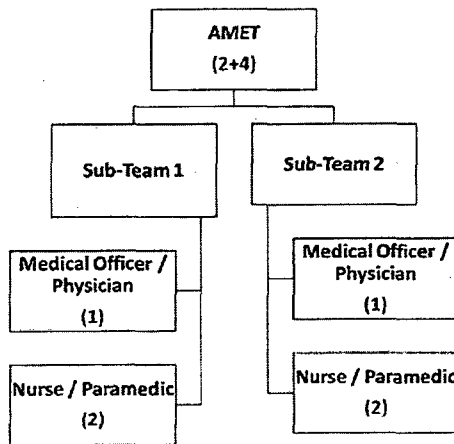 AMET
(2+4)
Sub-Team 1
Sub-Team 2
Medical Officer /
Physician
(1)
Nurse / Paramedic
(2)
Medical Officer /
Physician
(1)
Nurse / Paramedic
(2)